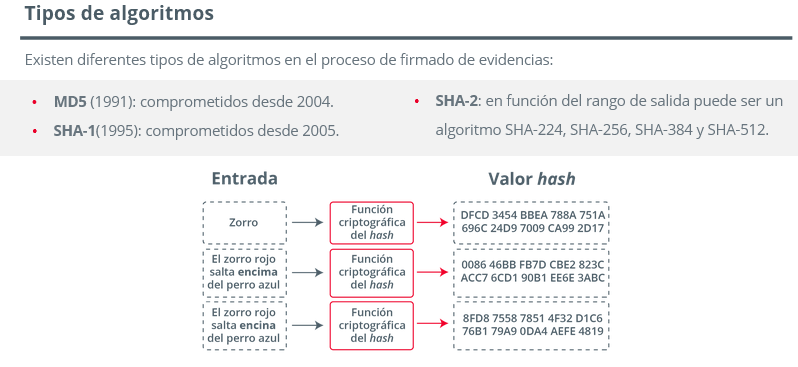 Tipos de algoritmos
Existen diferentes tipos de algoritmos en el proceso de firmado de evidencias:
• MD5 (1991): comprometidos desde 2004.
• SHA-1(1995): comprometidos desde 2005.
• SHA-2: en función del rango de salida puede ser un
algoritmo SHA-224, SHA-256, SHA-384 y SHA-512.
Entrada
Valor hash
Zorro
Función
criptográfica
del hash
DFCD 3454 BBEA 788A 751A
696C 24D9 7009 CA99 2D17
El zorro rojo
salta encima
del perro azul
Función
criptográfica
del hash
0086 46BB FB7D CBE2 823C
ACC7 6CD1 90B1 EE6E 3ABC
El zorro rojo
salta encina
del perro azul
Función
criptográfica
del hash
8FD8 7558 7851 4F32 D1C6
76B1 79A9 0DA4 AEFE 4819